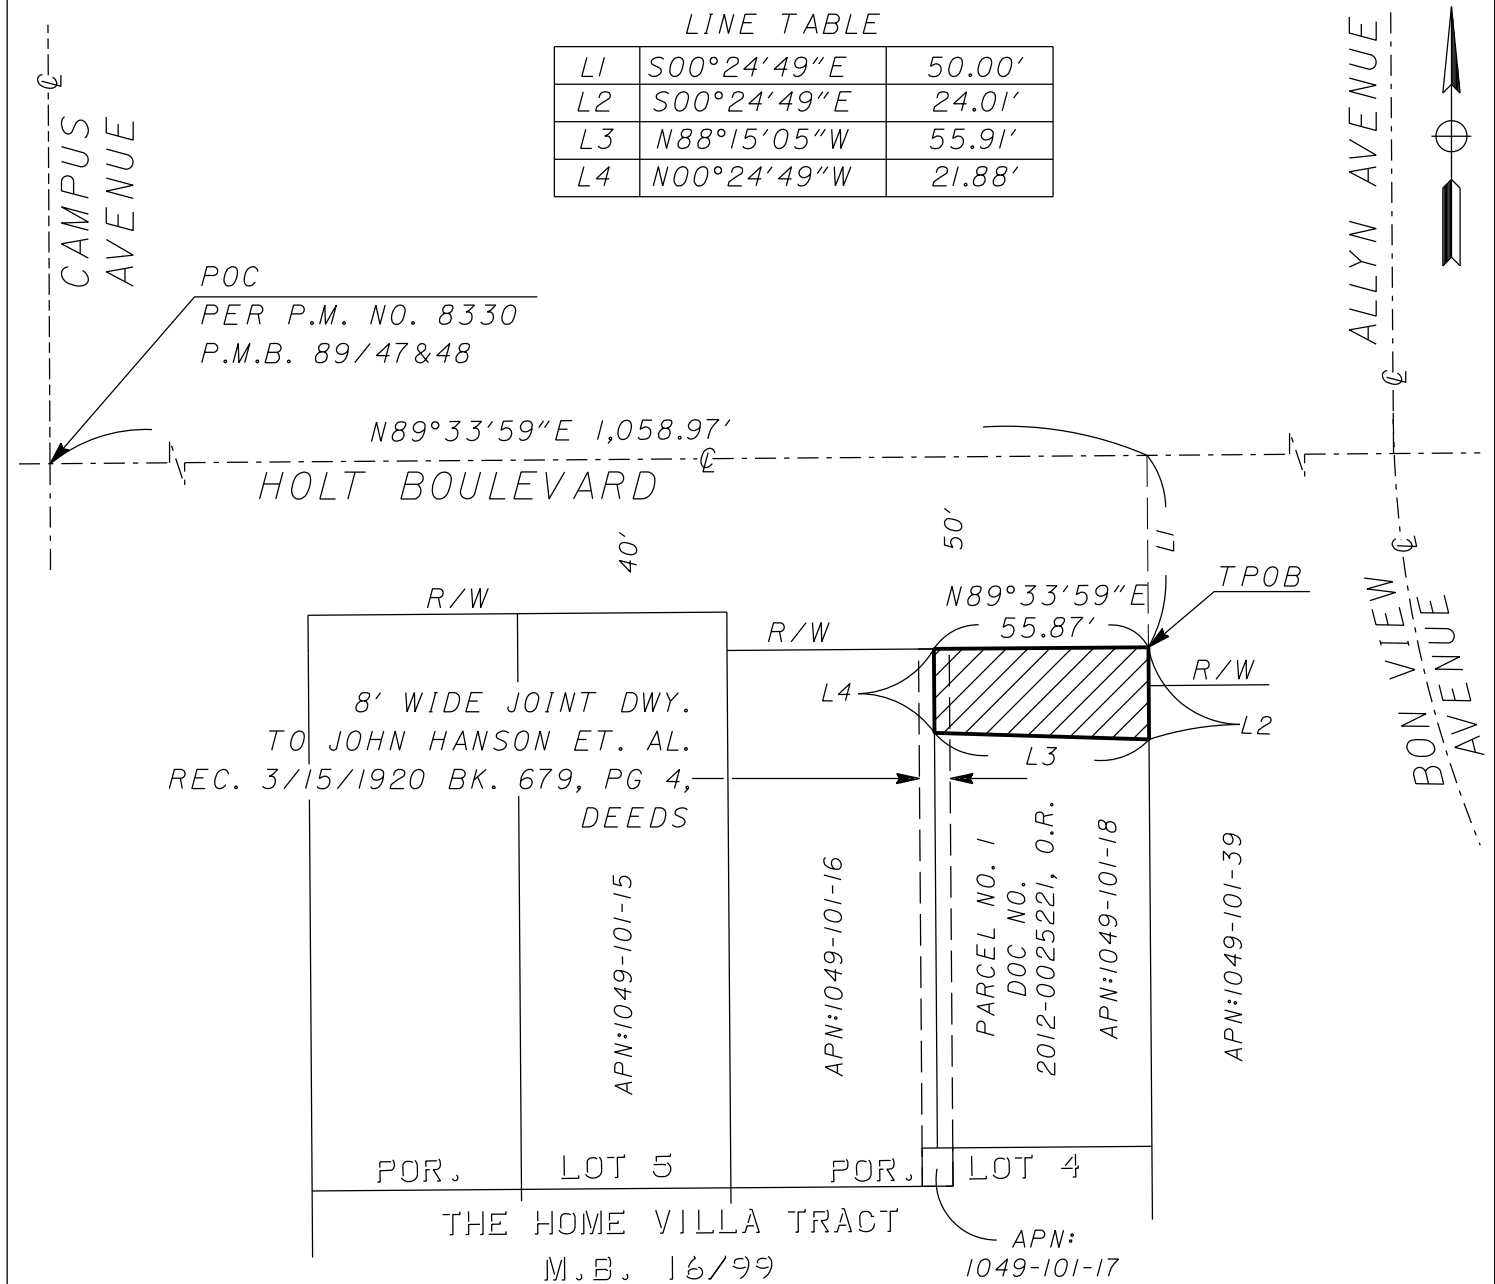 LINE TABLE
L1 S00°24'49"E 50.00'
L2 S00°24'49"E 24.01'
L3 N88°15'05"W 55.91'
L4 N00°24'49"W 21.88'
CAMPUS
AVENUE
ALLYN AVENUE
POC
PER P.M. NO. 8330
P.M.B. 89/47&48
N89°33'59"E 1,058.97'
HOLT BOULEVARD
40'
50'
L1
TPOB
N89°33'59"E
55.87'
R/W
R/W
R/W
BON VIEW
AVENUE
L4
L2
L3
8' WIDE JOINT DWY.
TO JOHN HANSON ET. AL.
REC. 3/15/1920 BK. 679, PG 4,
DEEDS
APN:1049-101-15
APN:1049-101-16
PARCEL NO. 1
DOC NO.
2012-0025221, O.R.
APN:1049-101-18
APN:1049-101-39
POR. LOT 5
POR. LOT 4
THE HOME VILLA TRACT
M.B. 16/99
APN:
1049-101-17